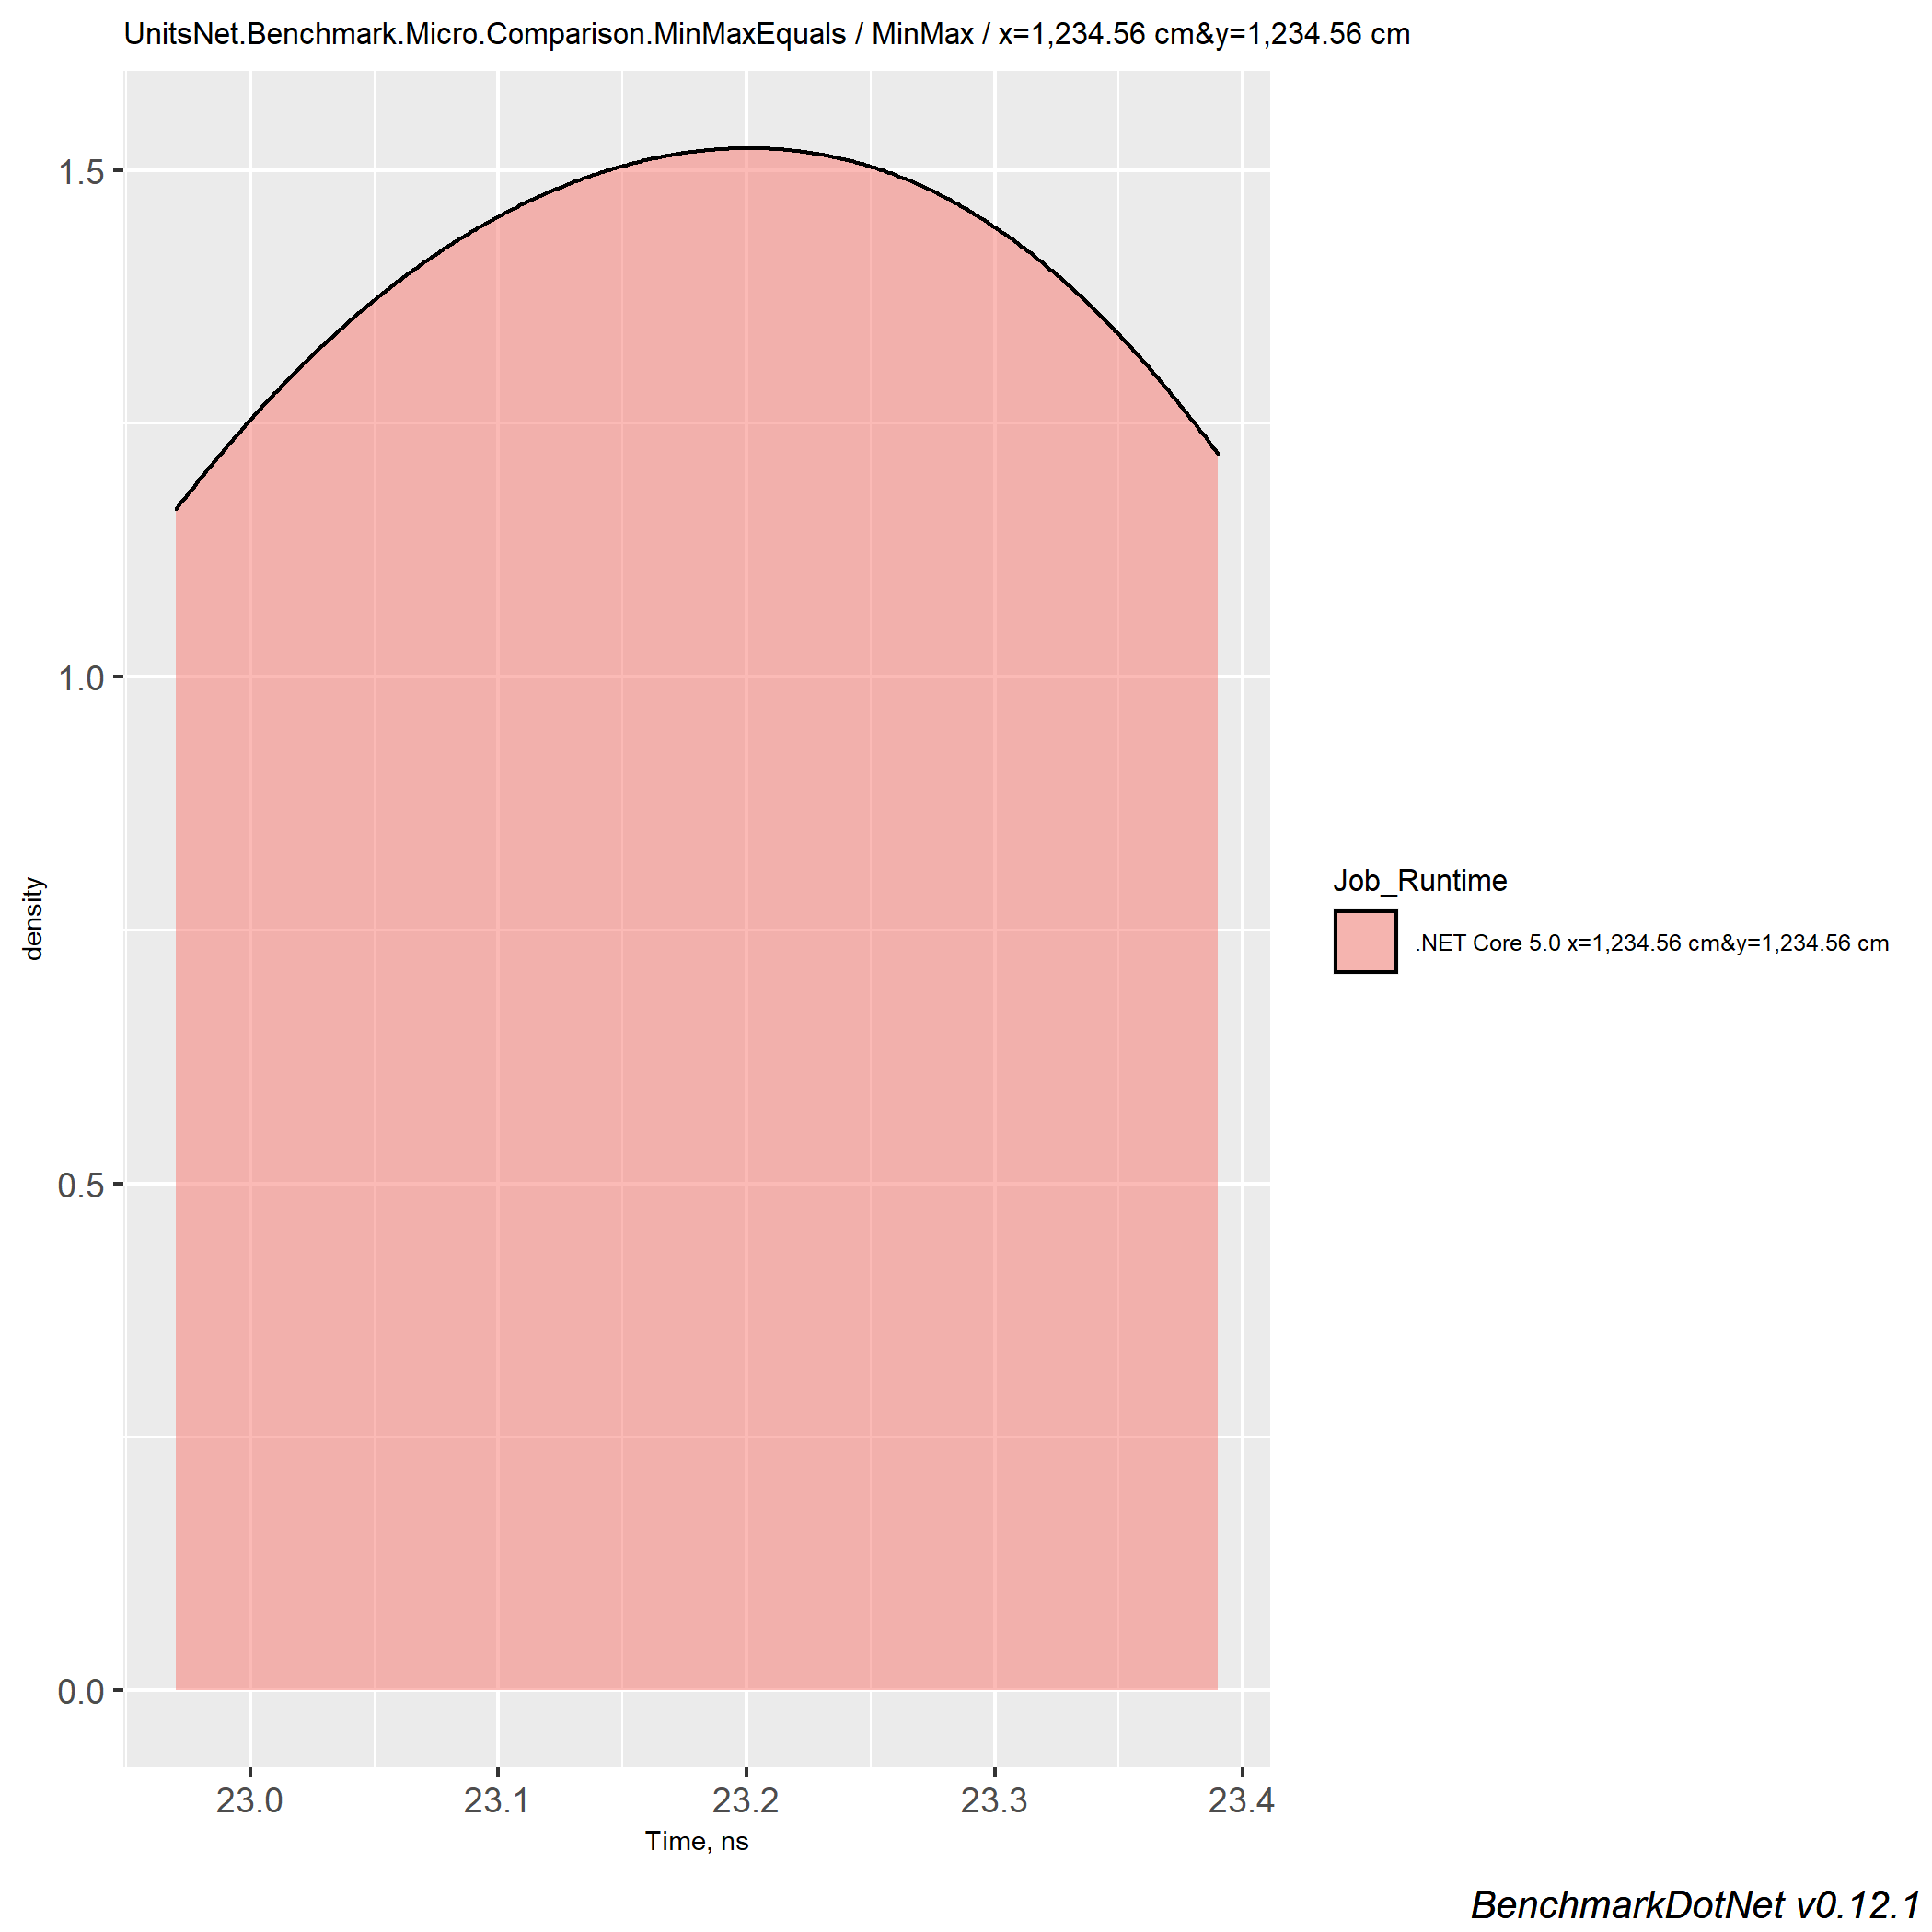 UnitsNet.Benchmark.Micro.Comparison.MinMaxEquals / MinMax / x=1,234.56 cm&y=1,234.56 cm
1.5
1.0
0.5
0.0
density
23.0 23.1 23.2 23.3 23.4
Time, ns
Job_Runtime
.NET Core 5.0 x=1,234.56 cm&y=1,234.56 cm
BenchmarkDotNet v0.12.1